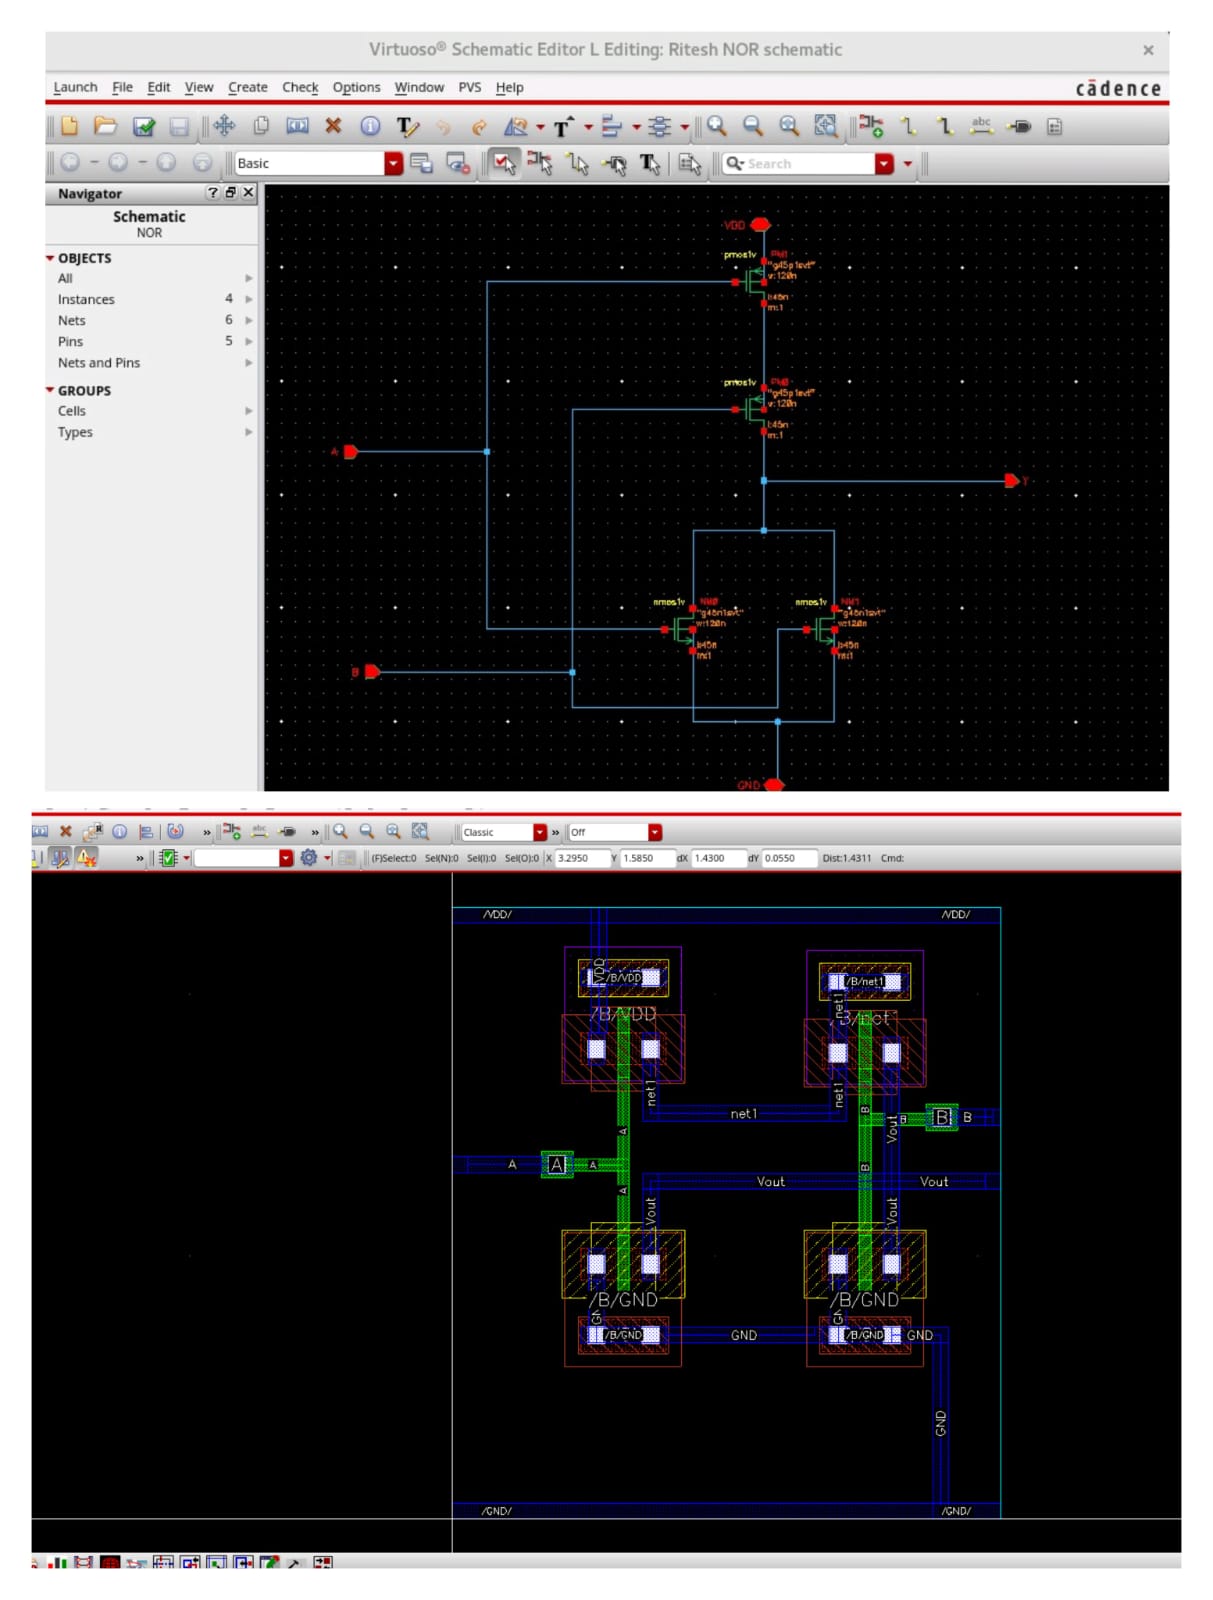 Virtuoso® Schematic Editor L Editing: Ritesh NOR schematic
Launch File Edit View Create Check Options Window PVS Help
cādence
abc
Basic
Search
Navigator
Schematic
NOR
OBJECTS
All
Instances 4
Nets 6
Pins 5
Nets and Pins
GROUPS
Cells
Types
VDD
pmos1v PM1
"g45p1svt"
w:120n
l:45n
m:1
pmos1v PM0
"g45p1svt"
w:120n
l:45n
m:1
A
Y
nmos1v NM0
"g45n1svt"
w:120n
l:45n
m:1
nmos1v NM1
"g45n1svt"
w:120n
l:45n
m:1
B
GND
abc
Classic
Off
(F)Select:0 Sel(N):0 Sel(I):0 Sel(O):0 X 3.2950 Y 1.5850 dX 1.4300 dY 0.0550 Dist:1.4311 Cmd:
/VDD/ /VDD/
VDD
/B/VDD
/B/net1
net1
/B/VDD
net1
net1
net1
B
B
Vout
B
B
A
A
A
A
A
B
Vout
Vout
Vout
Vout
/B/GND
/B/GND
/B/GND
GND
/B/GND
GND
GND
/GND/ /GND/